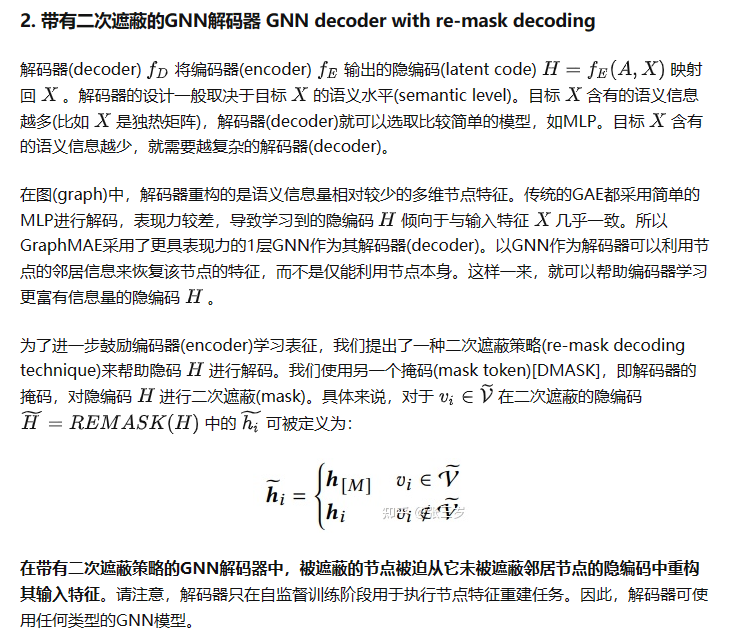 2. 带有二次遮蔽的GNN解码器 GNN decoder with re-mask decoding
解码器(decoder) f_D 将编码器(encoder) f_E 输出的隐编码(latent code) H = f_E(A, X) 映射
回 X 。解码器的设计一般取决于目标 X 的语义水平(semantic level)。目标 X 含有的语义信息
越多(比如 X 是独热矩阵)，解码器(decoder)就可以选取比较简单的模型，如MLP。目标 X 含有
的语义信息越少，就需要越复杂的解码器(decoder)。
在图(graph)中，解码器重构的是语义信息量相对较少的多维节点特征。传统的GAE都采用简单的
MLP进行解码，表现力较差，导致学习到的隐编码 H 倾向于与输入特征 X 几乎一致。所以
GraphMAE采用了更具表现力的1层GNN作为其解码器(decoder)。以GNN作为解码器可以利用节
点的邻居信息来恢复该节点的特征，而不是仅能利用节点本身。这样一来，就可以帮助编码器学习
更富有信息量的隐编码 H 。
为了进一步鼓励编码器(encoder)学习表征，我们提出了一种二次遮蔽策略(re-mask decoding
technique)来帮助隐码 H 进行解码。我们使用另一个掩码(mask token)[DMASK]，即解码器的
掩码，对隐编码 H 进行二次遮蔽(mask)。具体来说，对于 v_i ∈ Ṽ 在二次遮蔽的隐编码
H̃ = REMASK(H) 中的 h̃_i 可被定义为：
h̃_i = { h_[M] v_i ∈ Ṽ
h_i v_i ∉ Ṽ
在带有二次遮蔽策略的GNN解码器中，被遮蔽的节点被迫从它未被遮蔽邻居节点的隐编码中重构
其输入特征。请注意，解码器只在自监督训练阶段用于执行节点特征重建任务。因此，解码器可使
用任何类型的GNN模型。